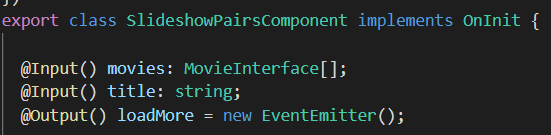 })
export class SlideshowPairsComponent implements OnInit {
@Input() movies: MovieInterface[];
@Input() title: string;
@Output() loadMore = new EventEmitter();